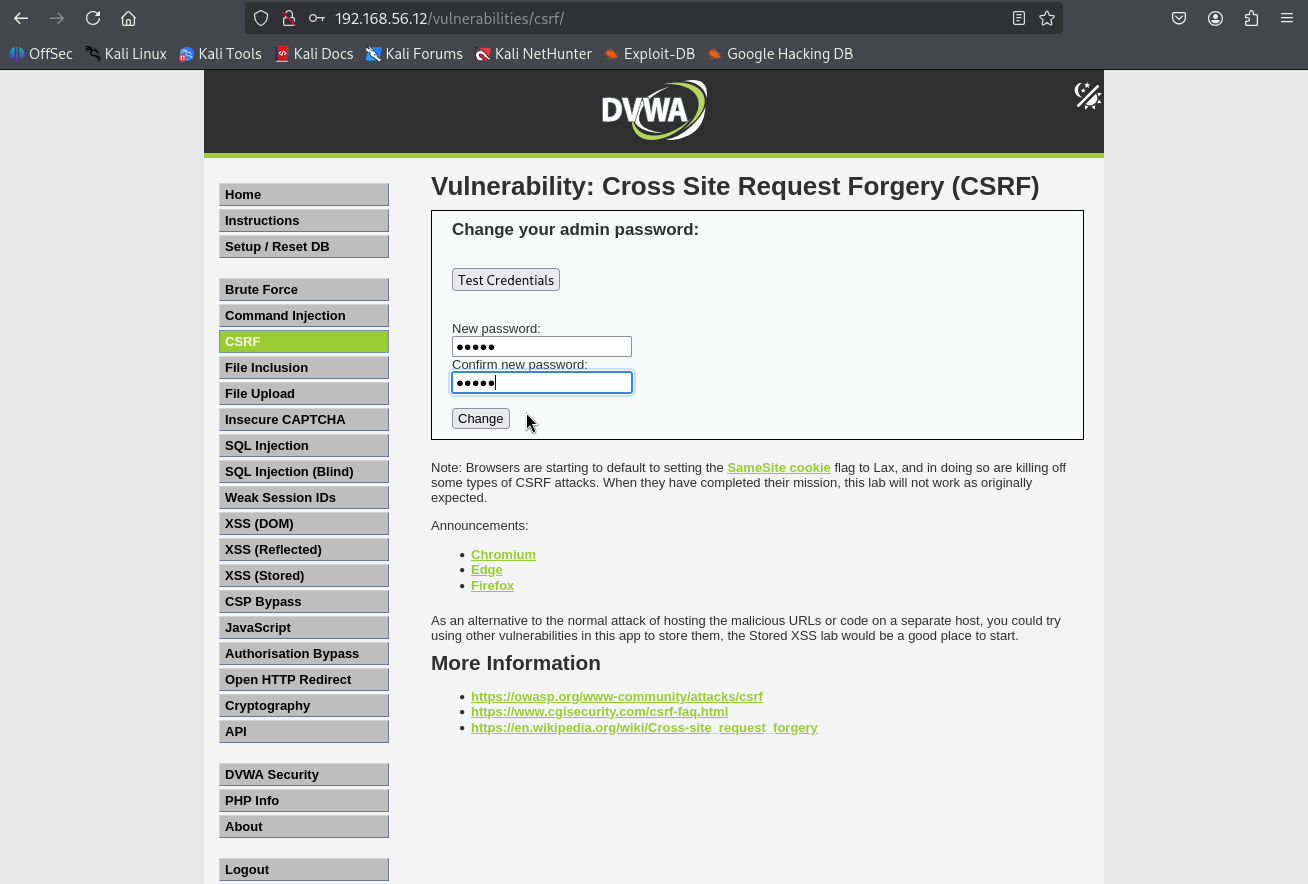 192.168.56.12/vulnerabilities/csrf/
OffSec Kali Linux Kali Tools Kali Docs Kali Forums Kali NetHunter Exploit-DB Google Hacking DB
DVWA
Home
Instructions
Setup / Reset DB
Brute Force
Command Injection
CSRF
File Inclusion
File Upload
Insecure CAPTCHA
SQL Injection
SQL Injection (Blind)
Weak Session IDs
XSS (DOM)
XSS (Reflected)
XSS (Stored)
CSP Bypass
JavaScript
Authorisation Bypass
Open HTTP Redirect
Cryptography
API
DVWA Security
PHP Info
About
Logout
Vulnerability: Cross Site Request Forgery (CSRF)
Change your admin password:
Test Credentials
New password:
●●●●●
Confirm new password:
●●●●●
Change
Note: Browsers are starting to default to setting the SameSite cookie flag to Lax, and in doing so are killing off
some types of CSRF attacks. When they have completed their mission, this lab will not work as originally
expected.
Announcements:
• Chromium
• Edge
• Firefox
As an alternative to the normal attack of hosting the malicious URLs or code on a separate host, you could try
using other vulnerabilities in this app to store them, the Stored XSS lab would be a good place to start.
More Information
• https://owasp.org/www-community/attacks/csrf
• https://www.cgisecurity.com/csrf-faq.html
• https://en.wikipedia.org/wiki/Cross-site_request_forgery